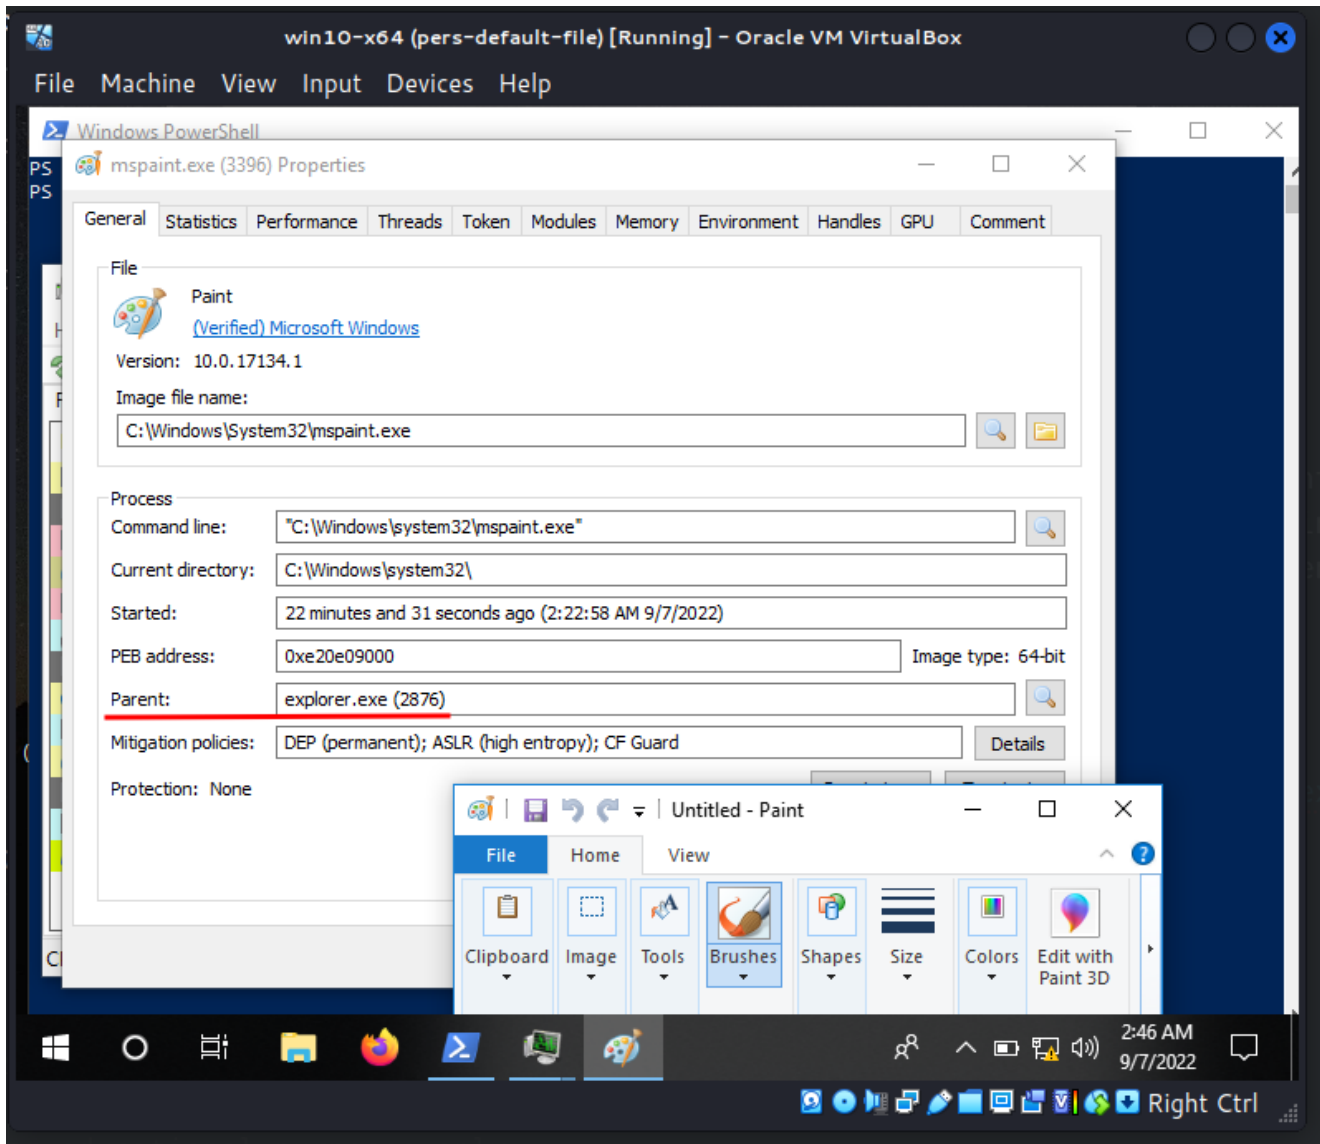 win10-x64 (pers-default-file) [Running] - Oracle VM VirtualBox
File Machine View Input Devices Help
Windows PowerShell
PS
PS
mspaint.exe (3396) Properties
General Statistics Performance Threads Token Modules Memory Environment Handles GPU Comment
File
Paint
(Verified) Microsoft Windows
Version: 10.0.17134.1
Image file name:
C:\Windows\System32\mspaint.exe
Process
Command line: "C:\Windows\system32\mspaint.exe"
Current directory: C:\Windows\system32\
Started: 22 minutes and 31 seconds ago (2:22:58 AM 9/7/2022)
PEB address: 0xe20e09000 Image type: 64-bit
Parent: explorer.exe (2876)
Mitigation policies: DEP (permanent); ASLR (high entropy); CF Guard Details
Protection: None
Untitled - Paint
File Home View
Clipboard Image Tools Brushes Shapes Size Colors Edit with
Paint 3D
2:46 AM
9/7/2022
Right Ctrl